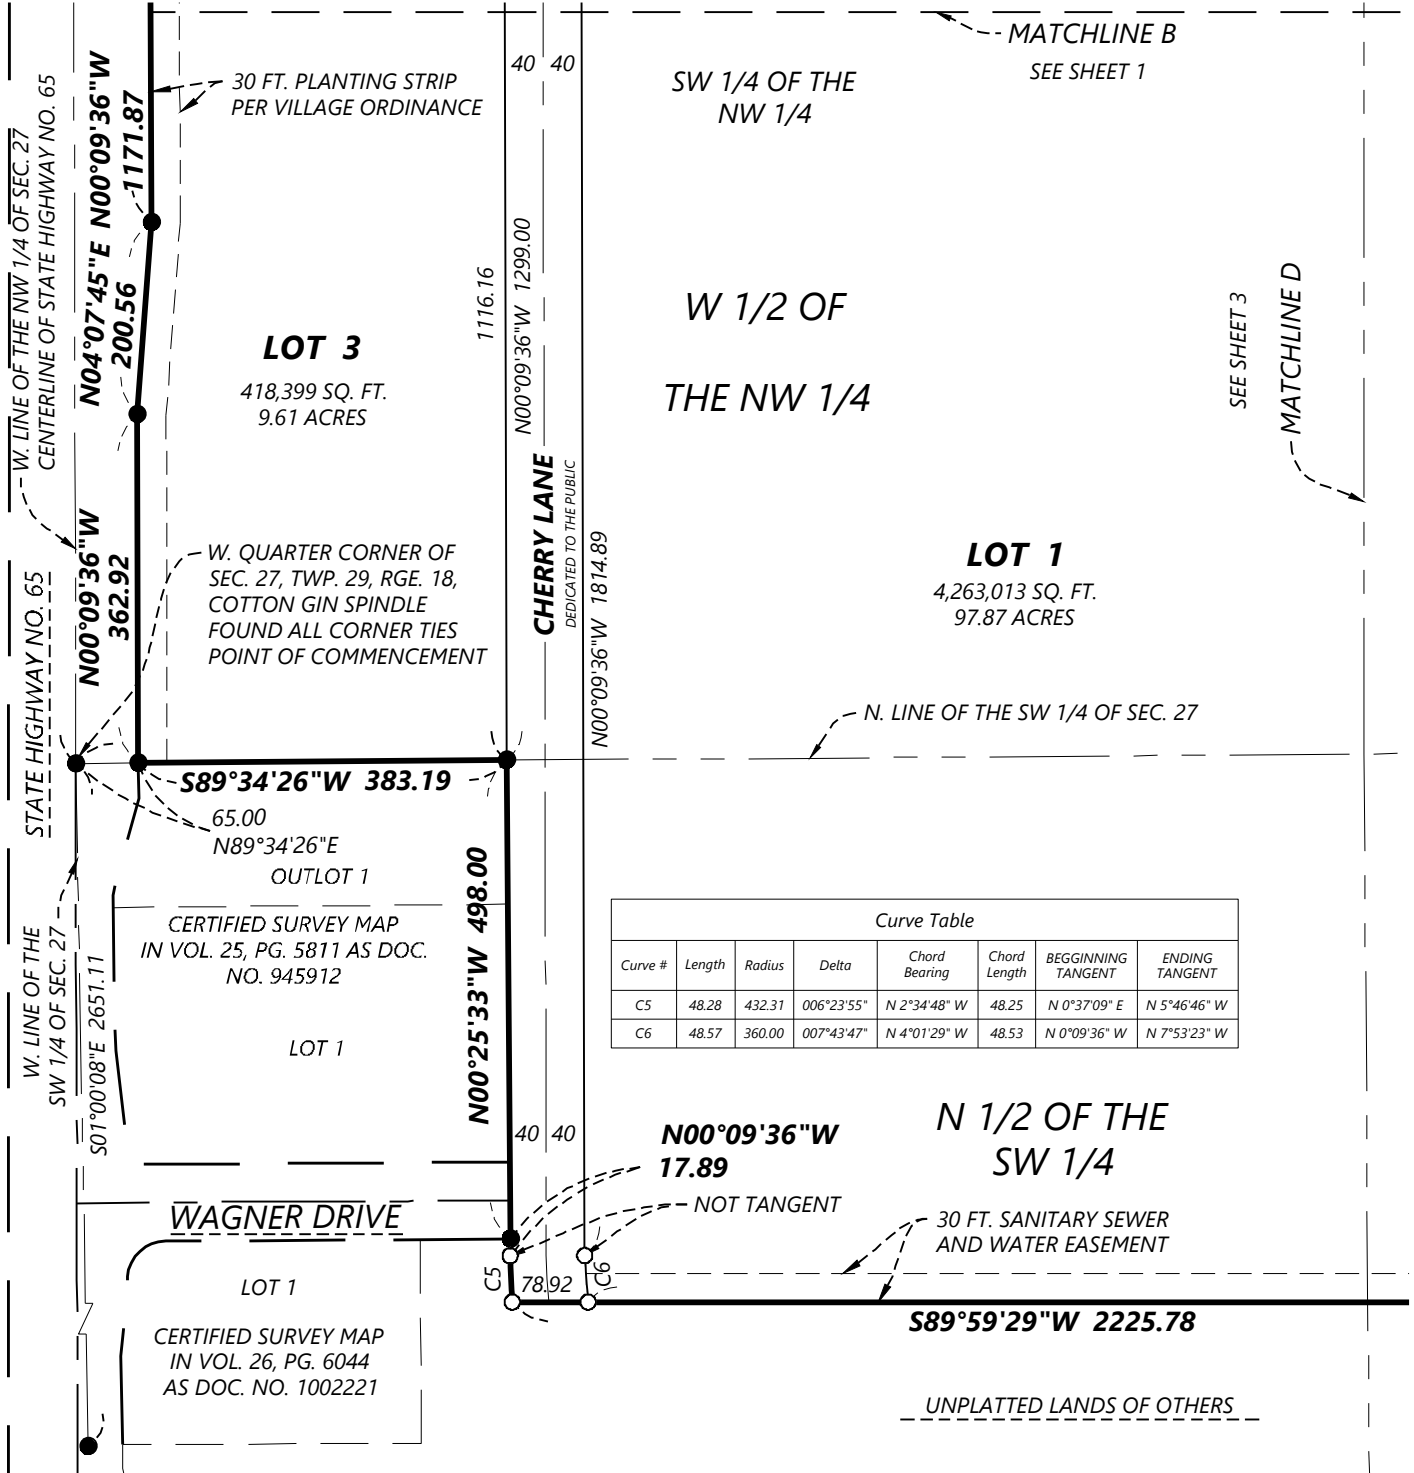 MATCHLINE B
SEE SHEET 1
40 40
SW 1/4 OF THE
NW 1/4
30 FT. PLANTING STRIP
PER VILLAGE ORDINANCE
W. LINE OF THE NW 1/4 OF SEC. 27
CENTERLINE OF STATE HIGHWAY NO. 65
N00°09'36"W
1171.87
N04°07'45"E
200.56
N00°09'36"W
362.92
LOT 3
418,399 SQ. FT.
9.61 ACRES
1116.16
N00°09'36"W 1299.00
W 1/2 OF
THE NW 1/4
SEE SHEET 3
MATCHLINE D
CHERRY LANE
DEDICATED TO THE PUBLIC
N00°09'36"W 1814.89
LOT 1
4,263,013 SQ. FT.
97.87 ACRES
W. QUARTER CORNER OF
SEC. 27, TWP. 29, RGE. 18,
COTTON GIN SPINDLE
FOUND ALL CORNER TIES
POINT OF COMMENCEMENT
STATE HIGHWAY NO. 65
N. LINE OF THE SW 1/4 OF SEC. 27
S89°34'26"W 383.19
65.00
N89°34'26"E
OUTLOT 1
CERTIFIED SURVEY MAP
IN VOL. 25, PG. 5811 AS DOC.
NO. 945912
LOT 1
W. LINE OF THE
SW 1/4 OF SEC. 27
S01°00'08"E 2651.11
N00°25'33"W 498.00
Curve Table
Curve # Length Radius Delta Chord Bearing Chord Length BEGGINNING TANGENT ENDING TANGENT
C5 48.28 432.31 006°23'55" N 2°34'48" W 48.25 N 0°37'09" E N 5°46'46" W
C6 48.57 360.00 007°43'47" N 4°01'29" W 48.53 N 0°09'36" W N 7°53'23" W
40 40
N00°09'36"W
17.89
NOT TANGENT
N 1/2 OF THE
SW 1/4
30 FT. SANITARY SEWER
AND WATER EASEMENT
WAGNER DRIVE
C5 78.92 C6
S89°59'29"W 2225.78
LOT 1
CERTIFIED SURVEY MAP
IN VOL. 26, PG. 6044
AS DOC. NO. 1002221
UNPLATTED LANDS OF OTHERS